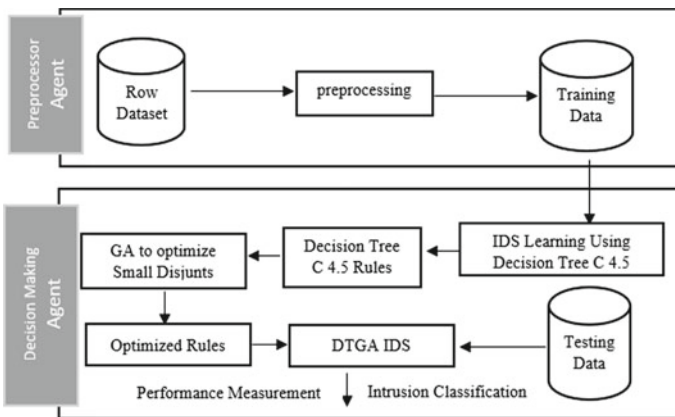 Preprocessor
Agent
Row
Dataset
preprocessing
Training
Data
Decision Making
Agent
GA to optimize
Small Disjunts
Decision Tree
C 4.5 Rules
IDS Learning Using
Decision Tree C 4.5
Optimized Rules
DTGA IDS
Testing
Data
Performance Measurement
Intrusion Classification